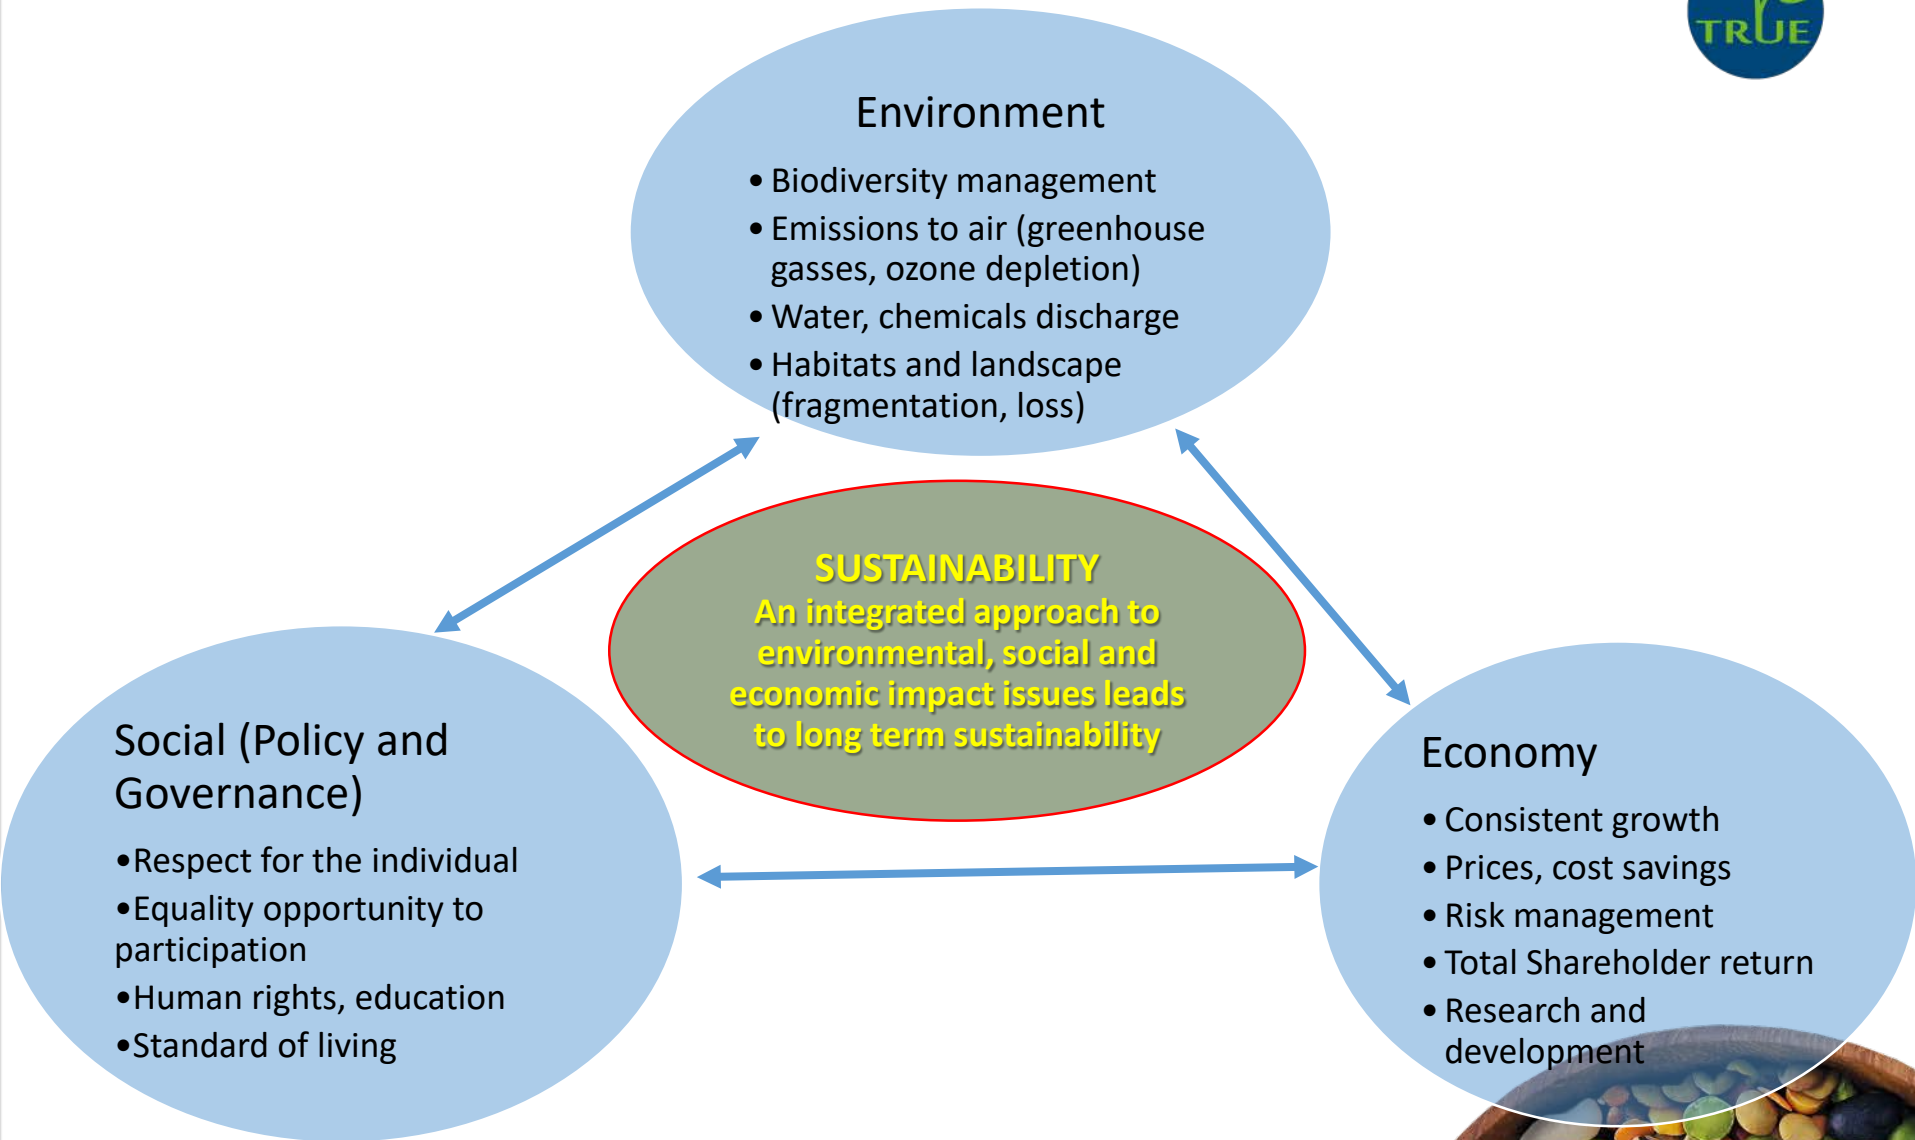 TRUE
Environment
• Biodiversity management
• Emissions to air (greenhouse
gasses, ozone depletion)
• Water, chemicals discharge
• Habitats and landscape
(fragmentation, loss)
SUSTAINABILITY
An integrated approach to
environmental, social and
economic impact issues leads
to long term sustainability
Social (Policy and
Governance)
•Respect for the individual
•Equality opportunity to
participation
•Human rights, education
•Standard of living
Economy
• Consistent growth
• Prices, cost savings
• Risk management
• Total Shareholder return
• Research and
development